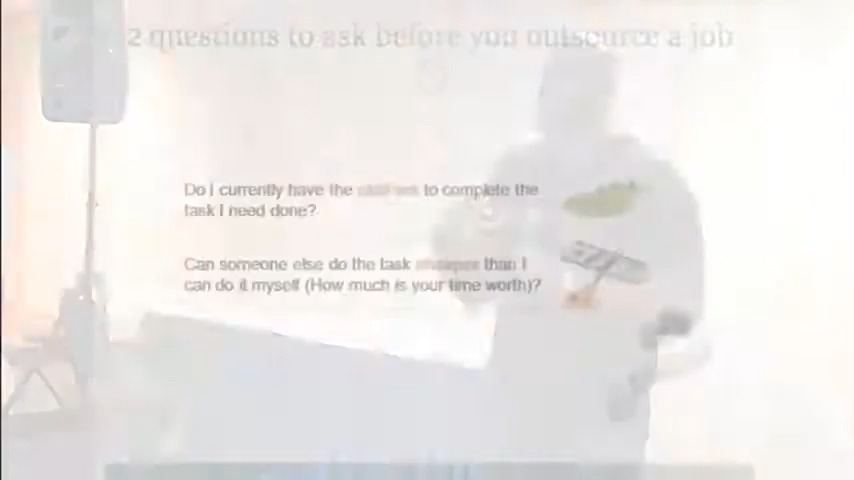 2 questions to ask before you outsource a job
Do I currently have the skill set to complete the
task I need done?
Can someone else do the task cheaper than I
can do it myself (How much is your time worth)?